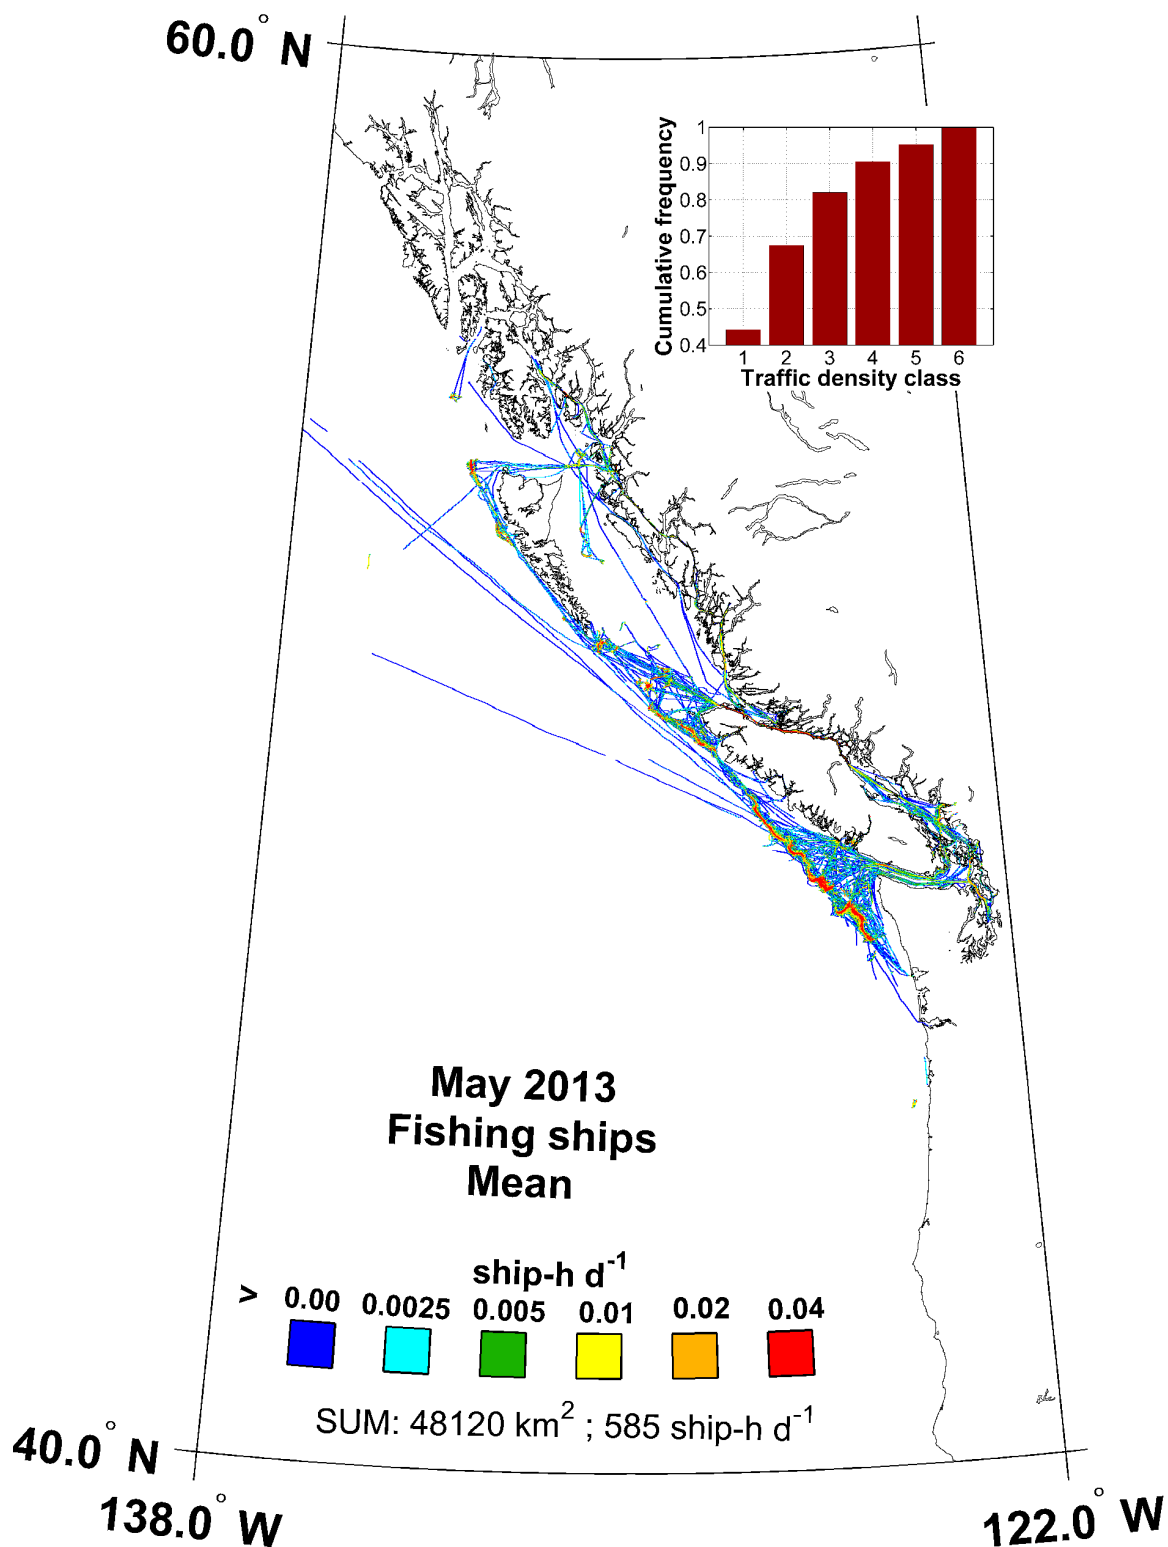 60.0° N
Cumulative frequency
1
0.9
0.8
0.7
0.6
0.5
0.4
1 2 3 4 5 6
Traffic density class
May 2013
Fishing ships
Mean
ship-h d⁻¹
> 0.00 0.0025 0.005 0.01 0.02 0.04
SUM: 48120 km² ; 585 ship-h d⁻¹
40.0° N
138.0° W
122.0° W